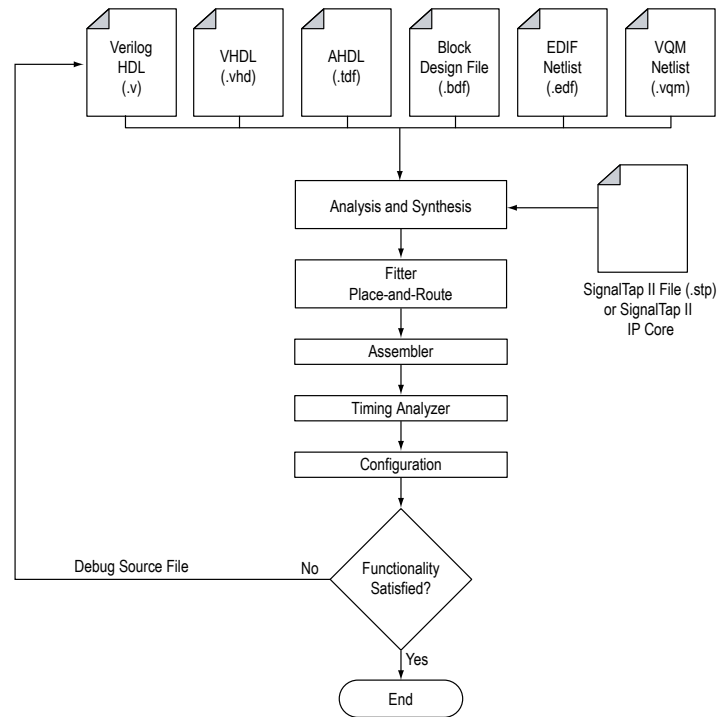 Verilog
HDL
(.v)
VHDL
(.vhd)
AHDL
(.tdf)
Block
Design File
(.bdf)
EDIF
Netlist
(.edf)
VQM
Netlist
(.vqm)
Analysis and Synthesis
SignalTap II File (.stp)
or SignalTap II
IP Core
Fitter
Place-and-Route
Assembler
Timing Analyzer
Configuration
Debug Source File
No
Functionality
Satisfied?
Yes
End